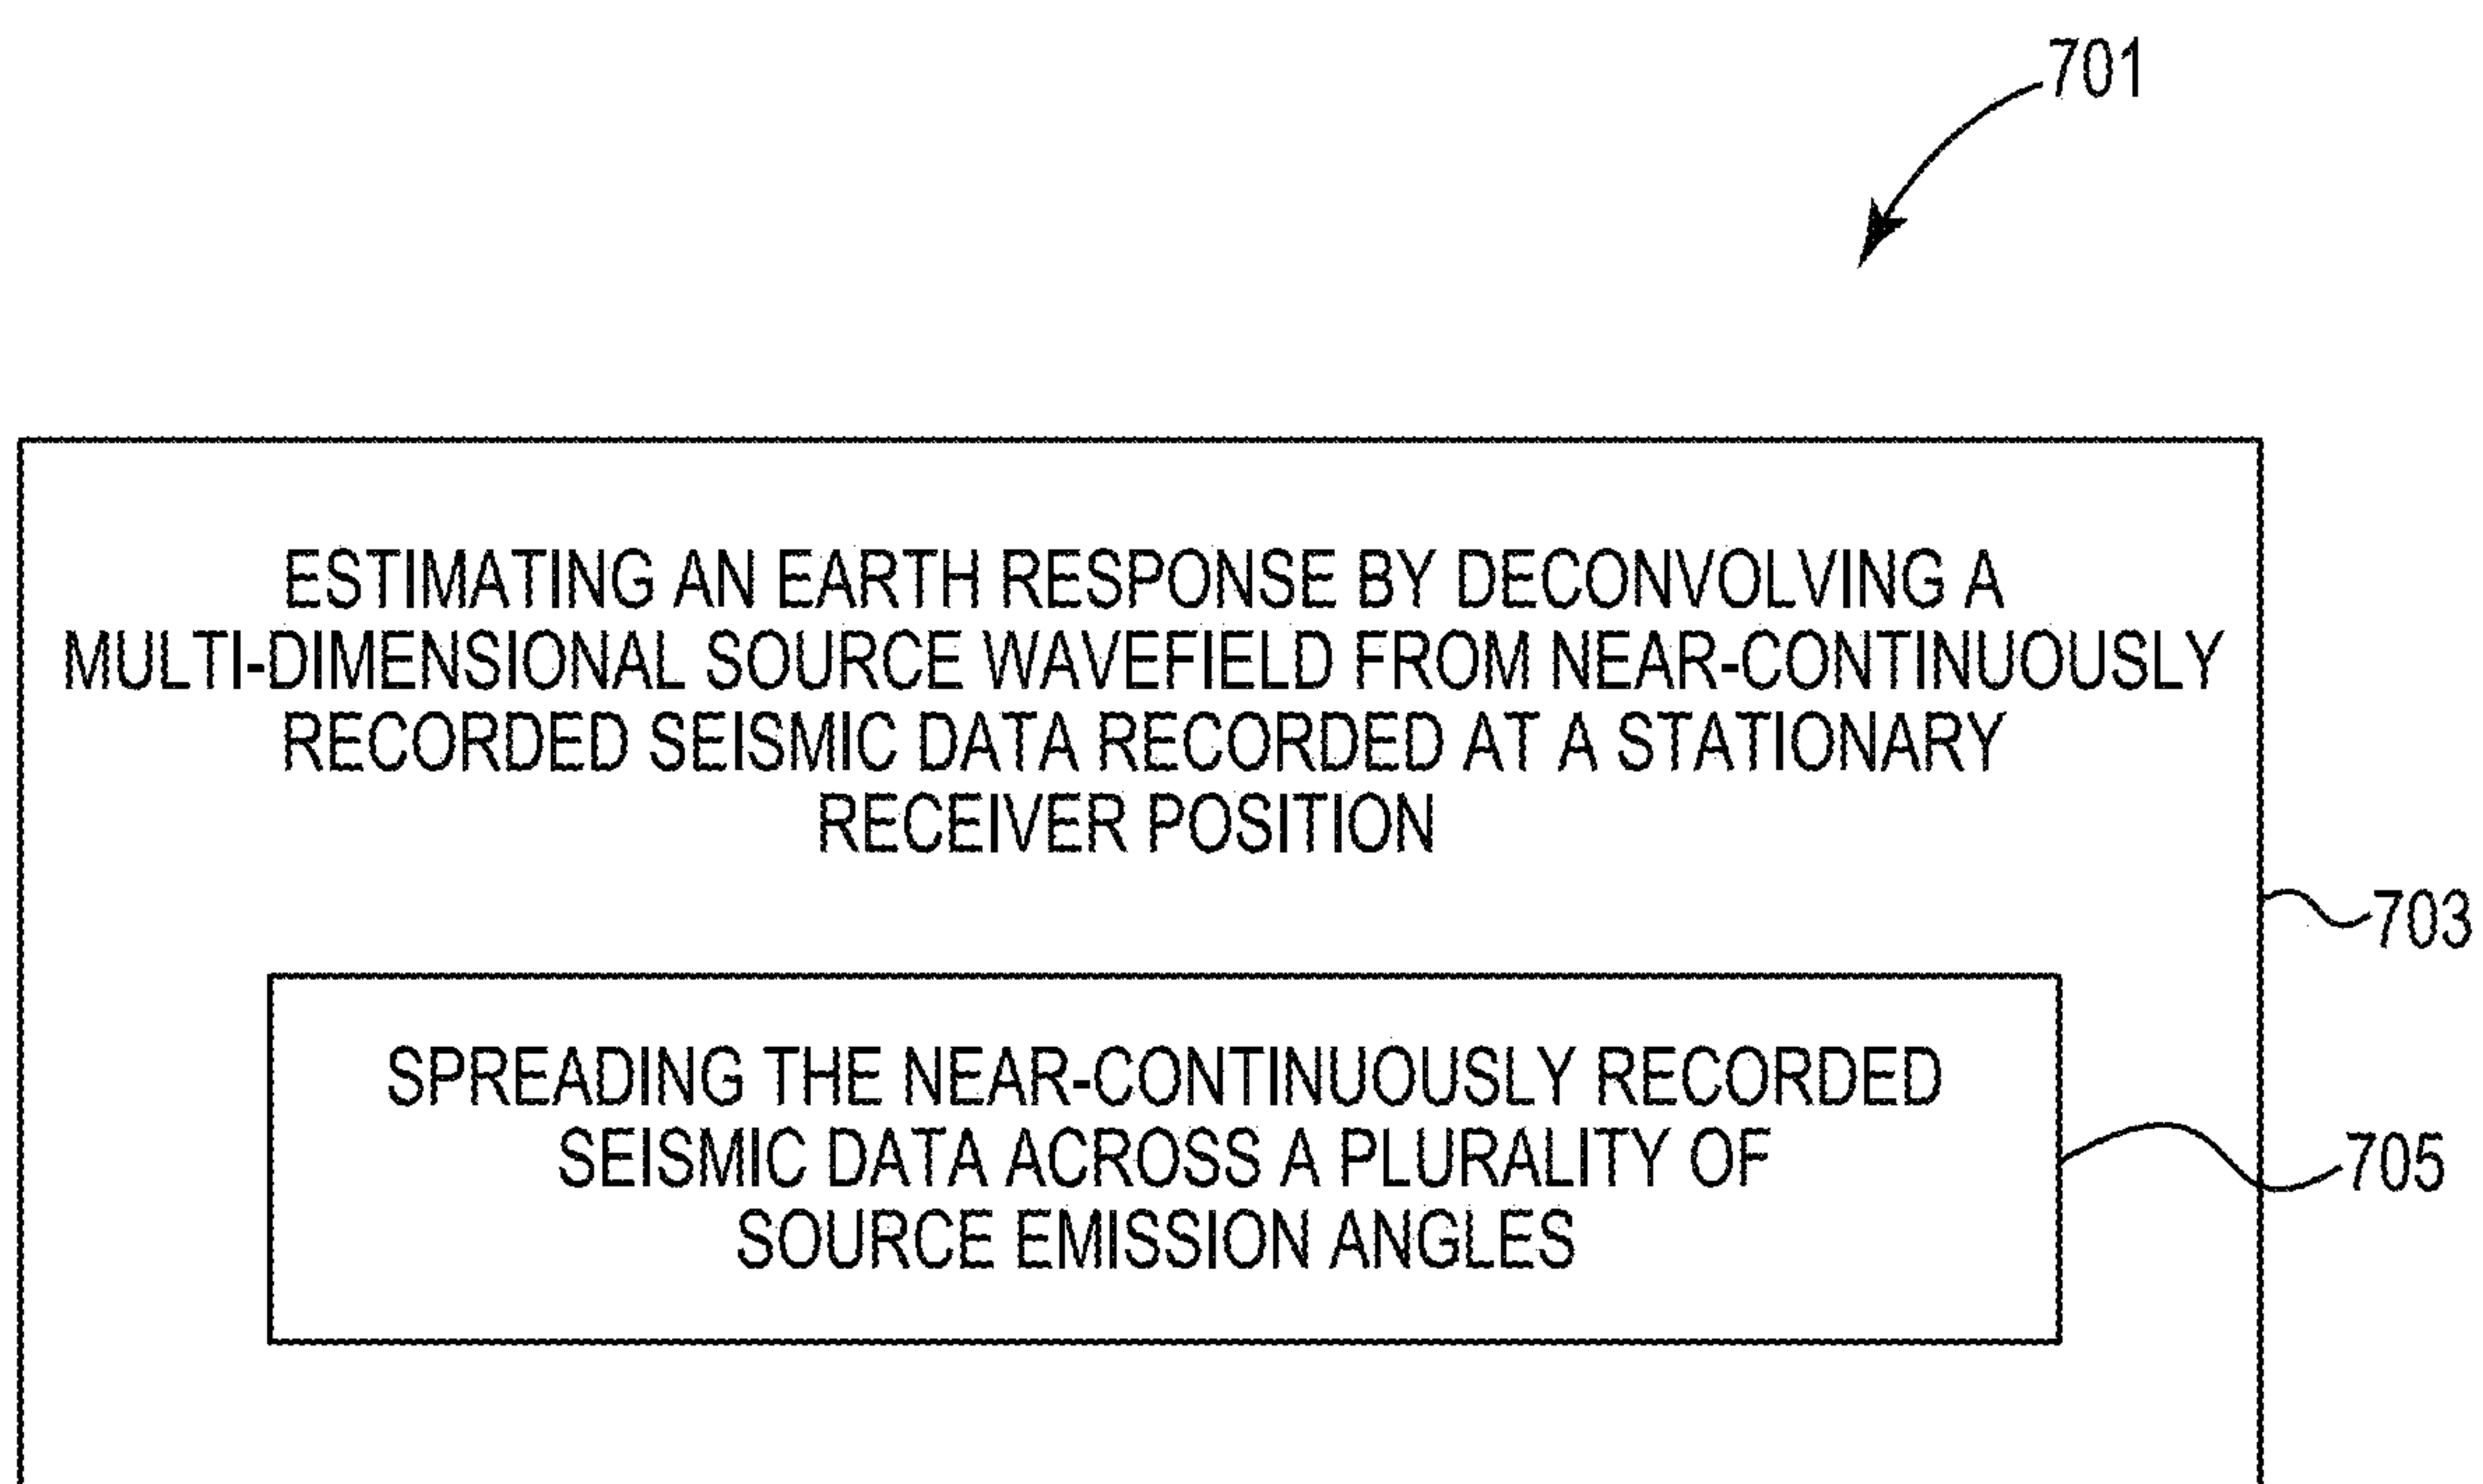 701
ESTIMATING AN EARTH RESPONSE BY DECONVOLVING A
MULTI-DIMENSIONAL SOURCE WAVEFIELD FROM NEAR-CONTINUOUSLY
RECORDED SEISMIC DATA RECORDED AT A STATIONARY
RECEIVER POSITION
703
SPREADING THE NEAR-CONTINUOUSLY RECORDED
SEISMIC DATA ACROSS A PLURALITY OF
SOURCE EMISSION ANGLES
705